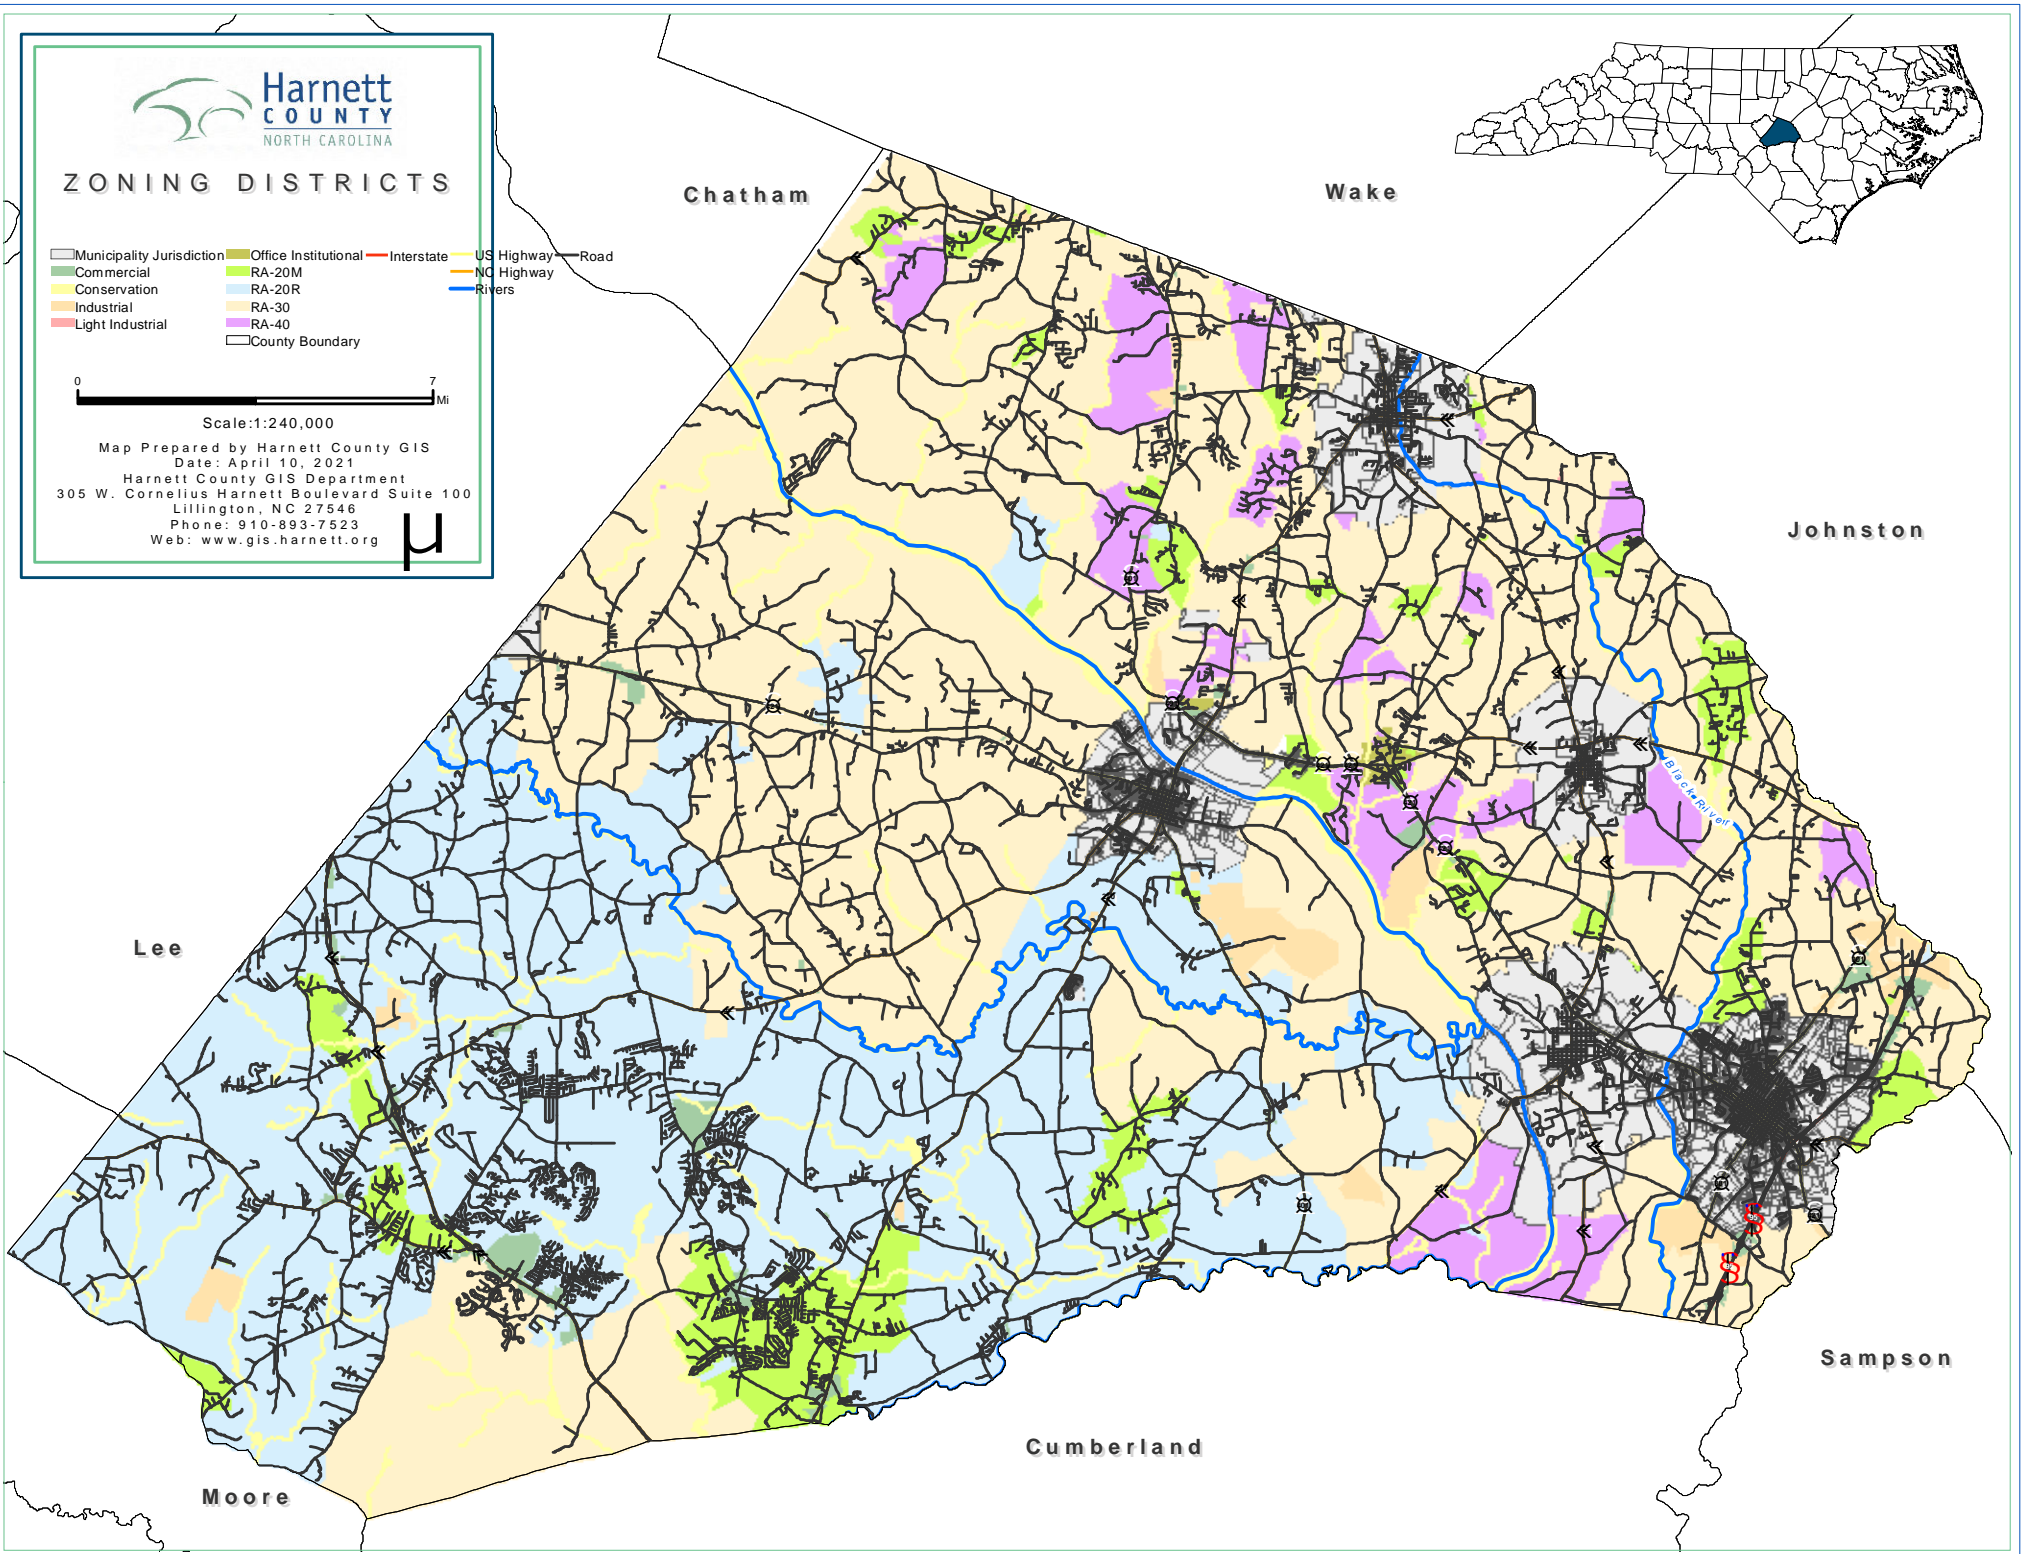 Harnett
COUNTY
NORTH CAROLINA
ZONING DISTRICTS
Municipality Jurisdiction
Commercial
Conservation
Industrial
Light Industrial
Office Institutional
RA-20M
RA-20R
RA-30
RA-40
County Boundary
Interstate
US Highway
NC Highway
Rivers
Road
0 7
Mi
Scale:1:240,000
Map Prepared by Harnett County GIS
Date: April 10, 2021
Harnett County GIS Department
305 W. Cornelius Harnett Boulevard Suite 100
Lillington, NC 27546
Phone: 910-893-7523
Web: www.gis.harnett.org
µ
Chatham
Wake
Johnston
Black River
Lee
Sampson
Cumberland
Moore